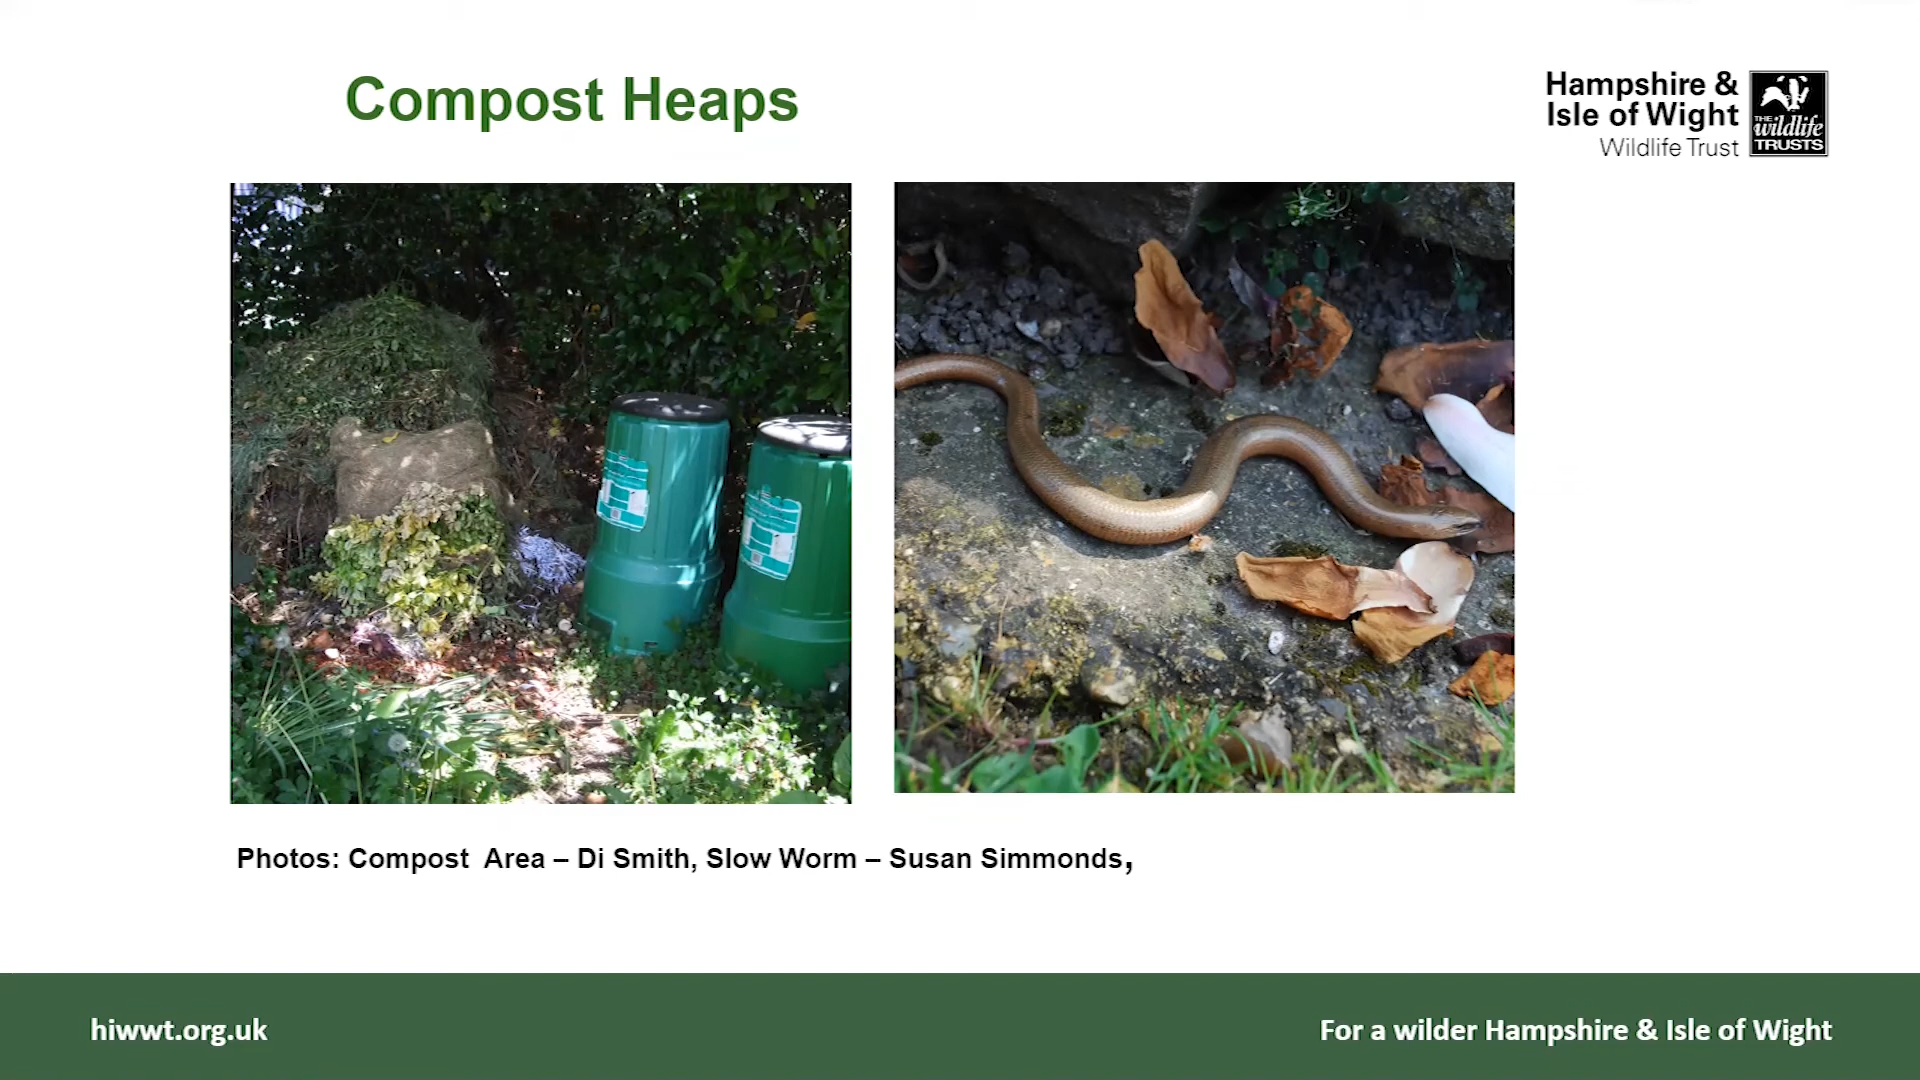 Compost Heaps
Hampshire &
Isle of Wight
Wildlife Trust
THE
wildlife
TRUSTS
Photos: Compost  Area – Di Smith, Slow Worm – Susan Simmonds,
hiwwt.org.uk
For a wilder Hampshire & Isle of Wight